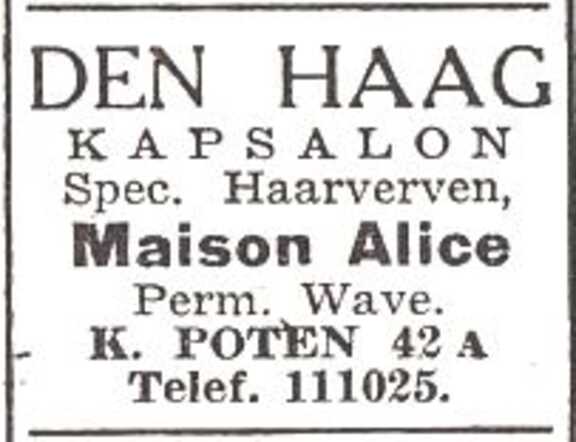 DEN HAAG
KAPSALON
Spec. Haarverven,
Maison Alice
Perm. Wave.
K. POTEN 42 A
Telef. 111025.